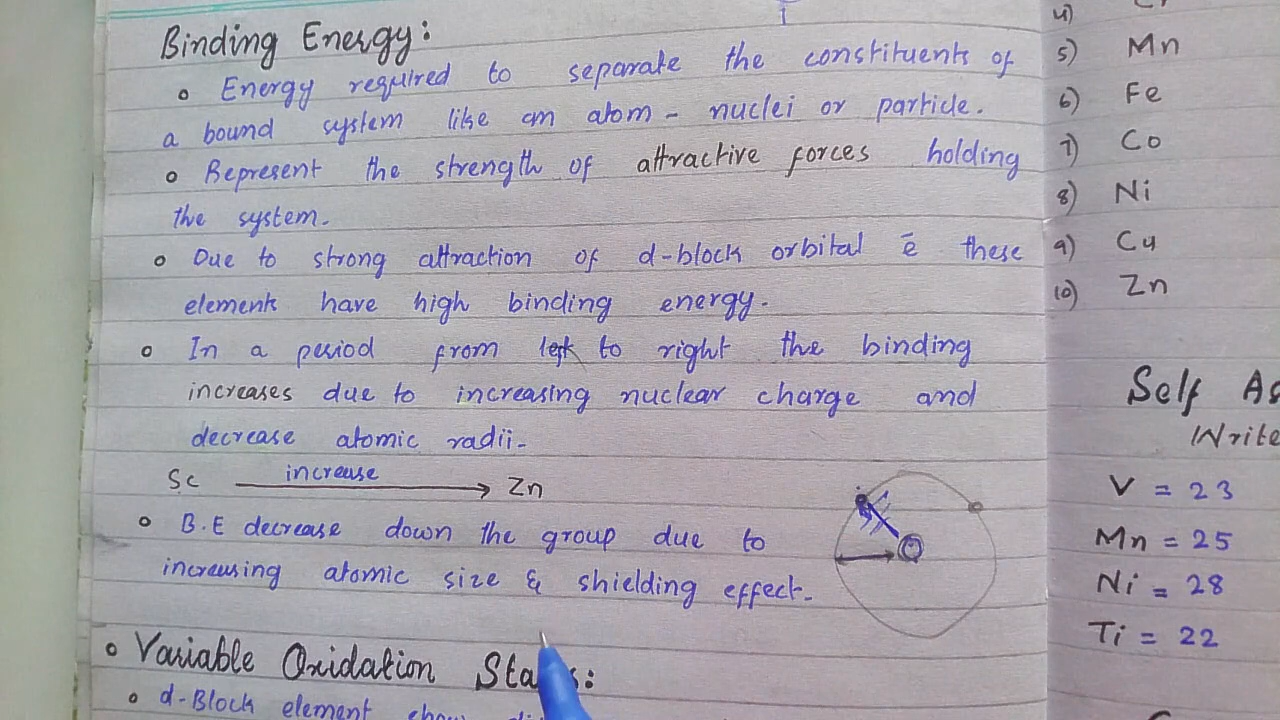 Binding Energy:
• Energy required to separate the constituents of
a bound system like an atom - nuclei or particle.
• Represent the strength of attractive forces holding
the system.
• Due to strong attraction of d-block orbital ē these
elements have high binding energy.
• In a period from left to right the binding
increases due to increasing nuclear charge and
decrease atomic radii.
Sc increase → Zn
• B.E decrease down the group due to
increasing atomic size & shielding effect.
• Variable Oxidation Sta s:
• d-Block element show
4)
5) Mn
6) Fe
7) Co
8) Ni
9) Cu
10) Zn
Self As
Write
V = 23
Mn = 25
Ni = 28
Ti = 22